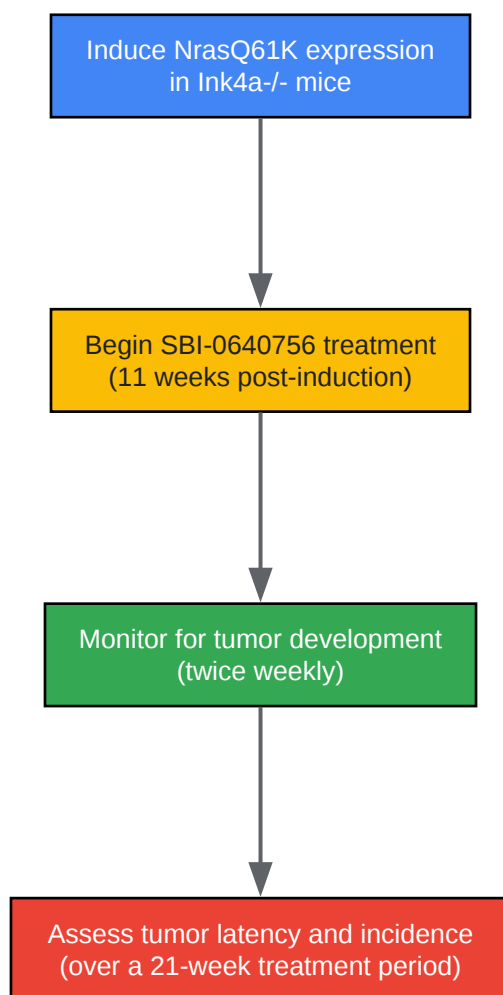 Induce NrasQ61K expression
in Ink4a-/- mice
Begin SBI-0640756 treatment
(11 weeks post-induction)
Monitor for tumor development
(twice weekly)
Assess tumor latency and incidence
(over a 21-week treatment period)